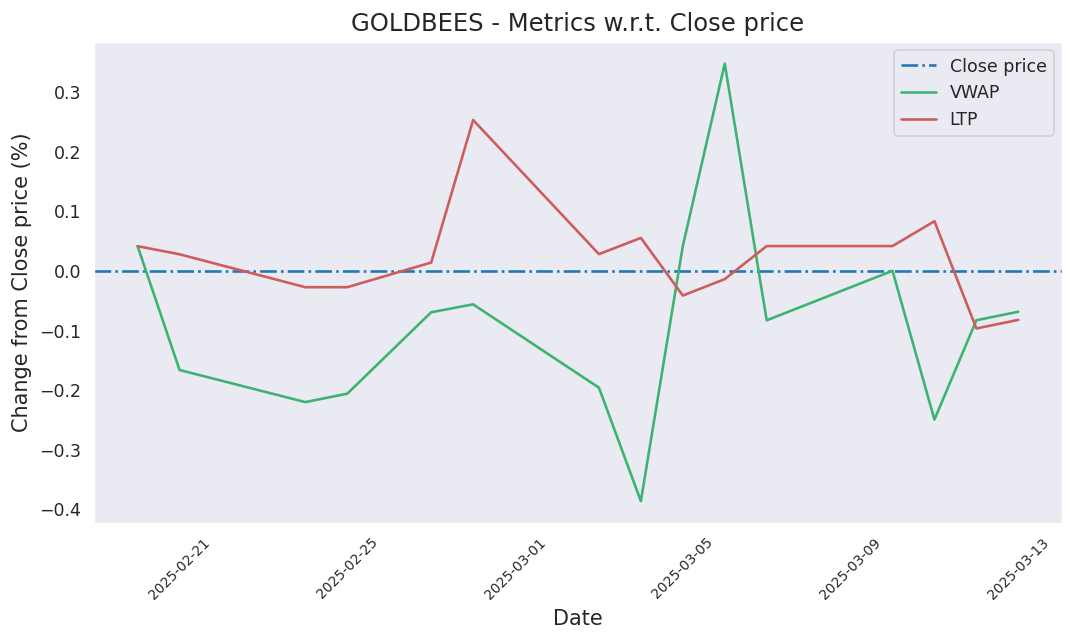 GOLDBEES - Metrics w.r.t. Close price
Close price
VWAP
LTP
Change from Close price (%)
0.3
0.2
0.1
0.0
−0.1
−0.2
−0.3
−0.4
2025-02-21
2025-02-25
2025-03-01
2025-03-05
2025-03-09
2025-03-13
Date